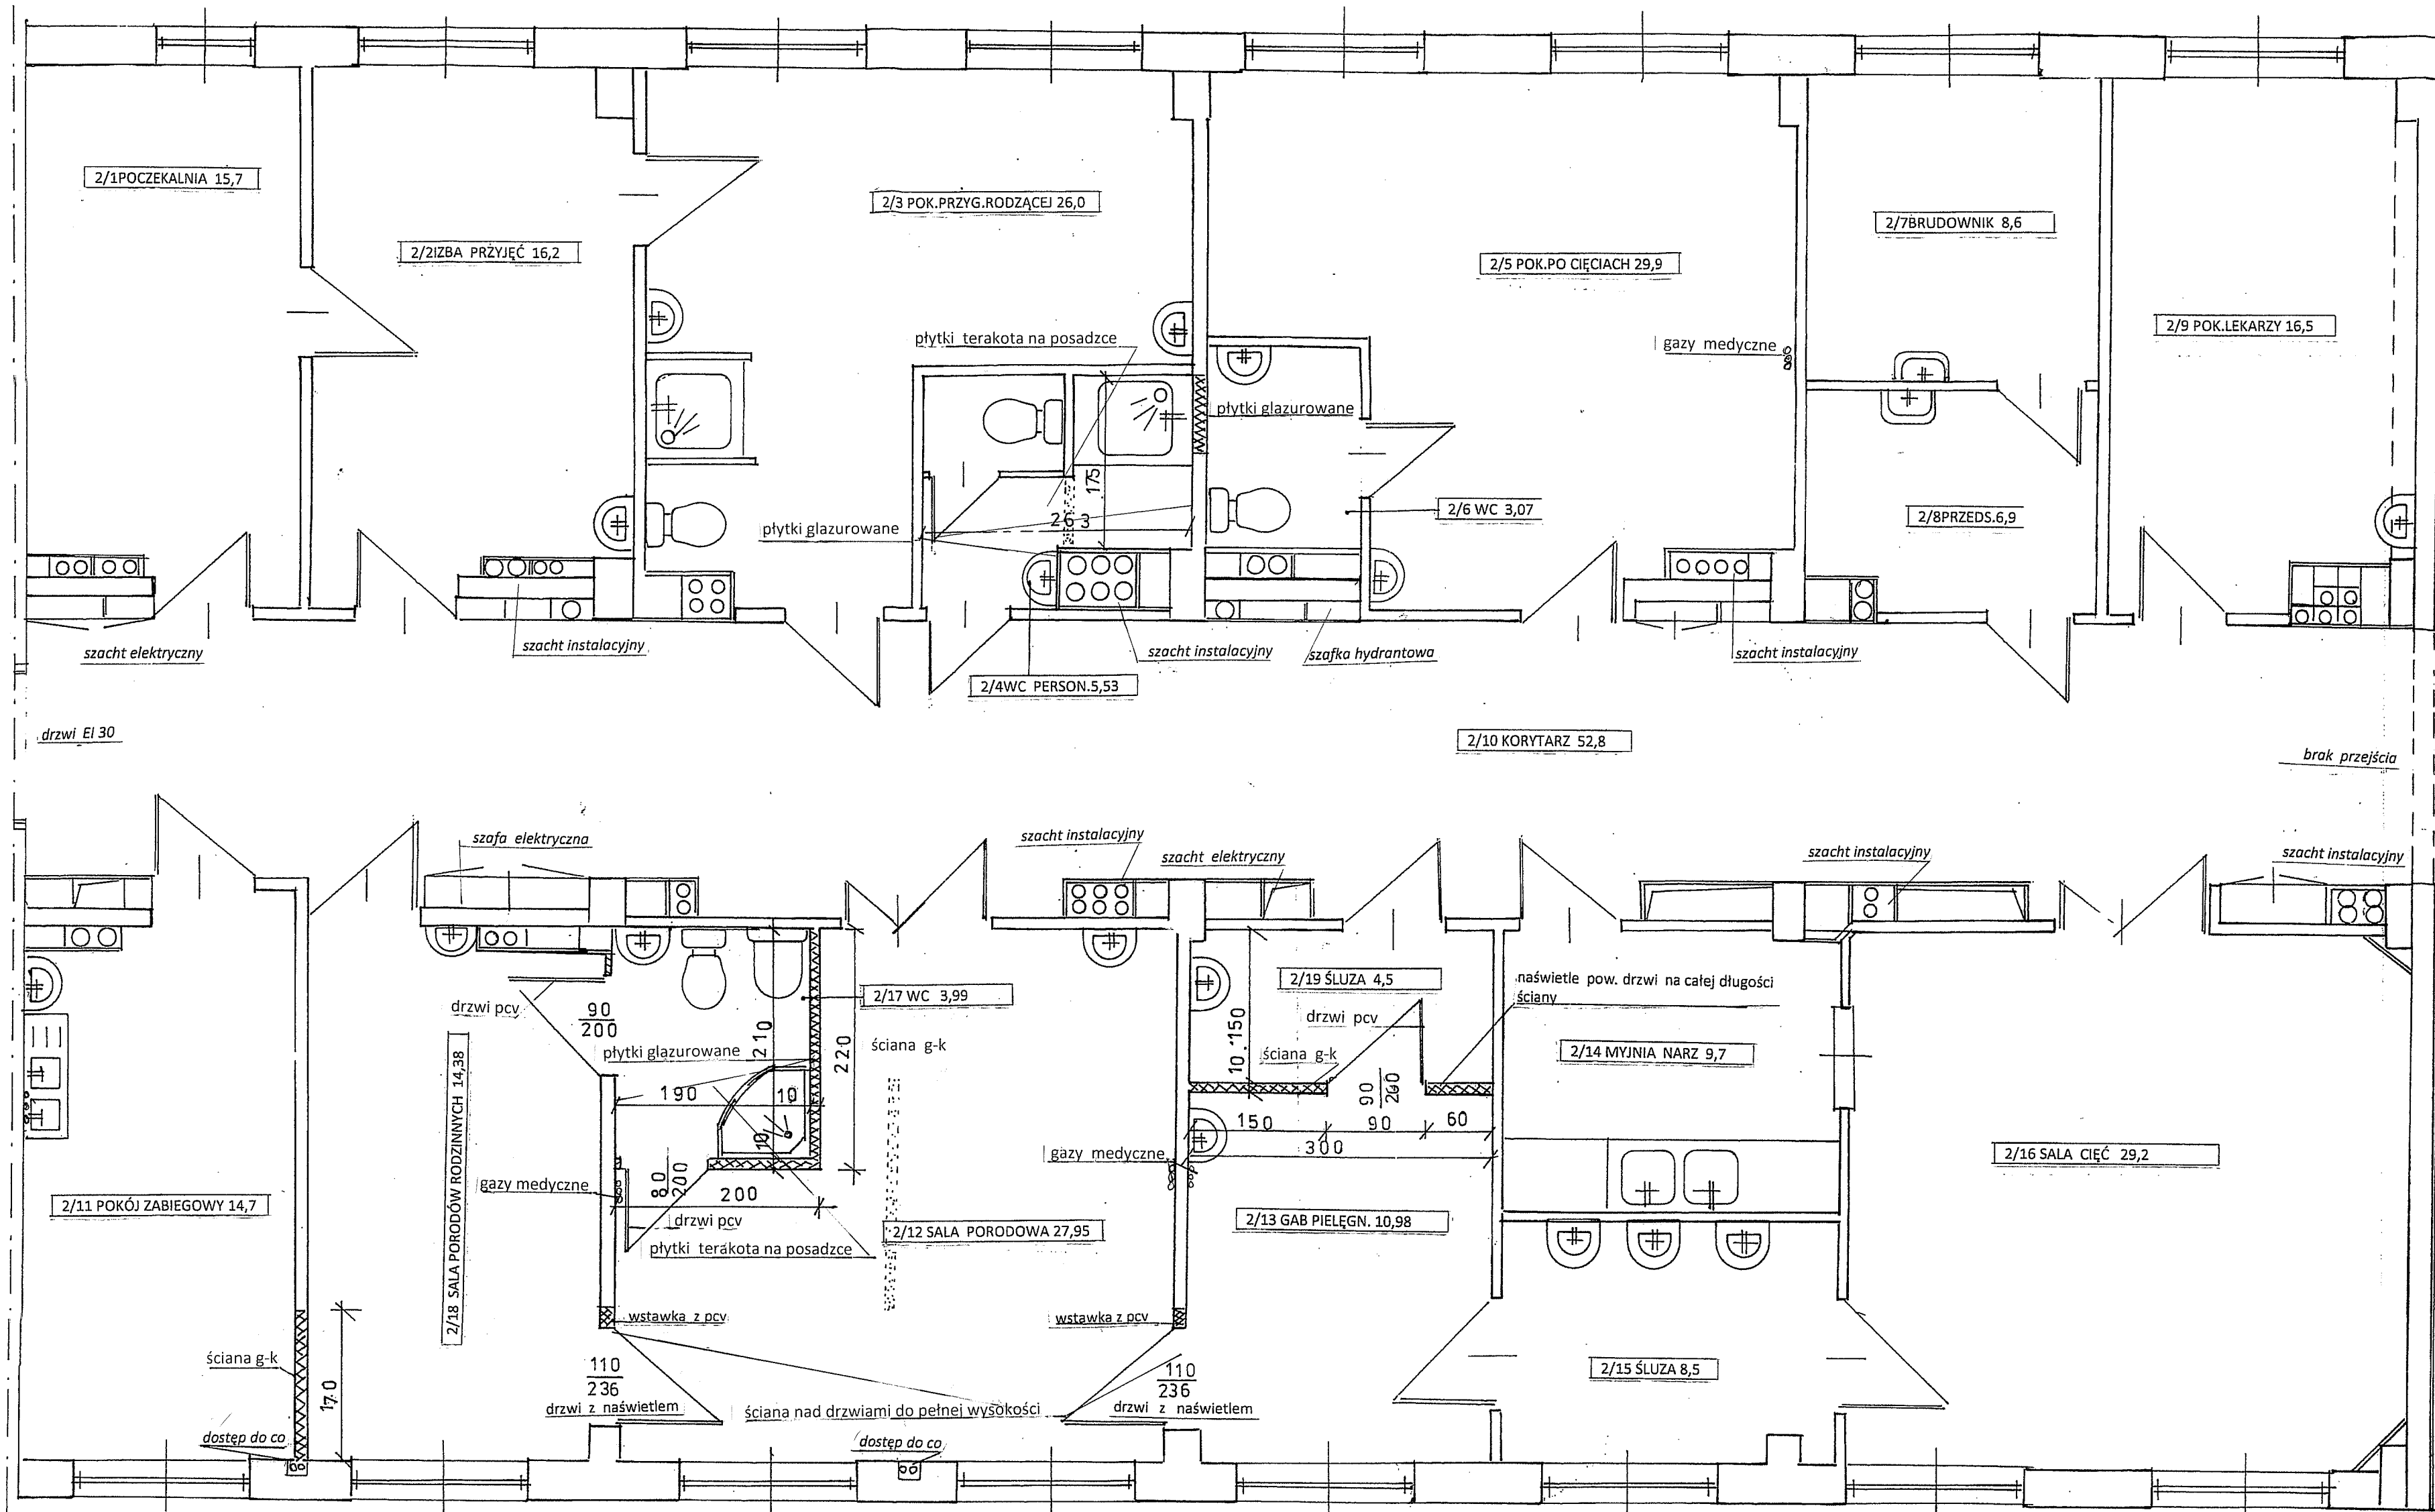 2/1POCZEKALNIA 15,7
2/2IZBA PRZYJĘĆ 16,2
2/3 POK.PRZYG.RODZĄCEJ 26,0
2/5 POK.PO CIĘCIACH 29,9
2/7BRUDOWNIK 8,6
2/9 POK.LEKARZY 16,5
płytki terakota na posadzce
gazy medyczne
płytki glazurowane
175
263
płytki glazurowane
2/6 WC 3,07
2/8PRZEDS.6,9
szacht elektryczny
szacht instalacyjny
szacht instalacyjny
szafka hydrantowa
szacht instalacyjny
2/4WC PERSON.5,53
drzwi EI 30
2/10 KORYTARZ 52,8
brak przejścia
szafa elektryczna
szacht instalacyjny
szacht elektryczny
szacht instalacyjny
szacht instalacyjny
drzwi pcv
90
200
2/17 WC 3,99
płytki glazurowane
210
220
ściana g-k
190
10
10
2/19 ŚLUZA 4,5
drzwi pcv
naświetle pow. drzwi na całej długości
ściany
150
10
ściana g-k
90
200
150
90
60
300
2/14 MYJNIA NARZ 9,7
2/16 SALA CIĘĆ 29,2
2/11 POKÓJ ZABIEGOWY 14,7
2/18 SALA PORODÓW RODZINNYCH 14,38
gazy medyczne
80
200
200
drzwi pcv
płytki terakota na posadzce
2/12 SALA PORODOWA 27,95
gazy medyczne
2/13 GAB PIELĘGN. 10,98
wstawka z pcv
wstawka z pcv
ściana g-k
170
110
236
drzwi z naświetlem
ściana nad drzwiami do pełnej wysokości
110
236
drzwi z naświetlem
2/15 ŚLUZA 8,5
dostęp do co
dostęp do co